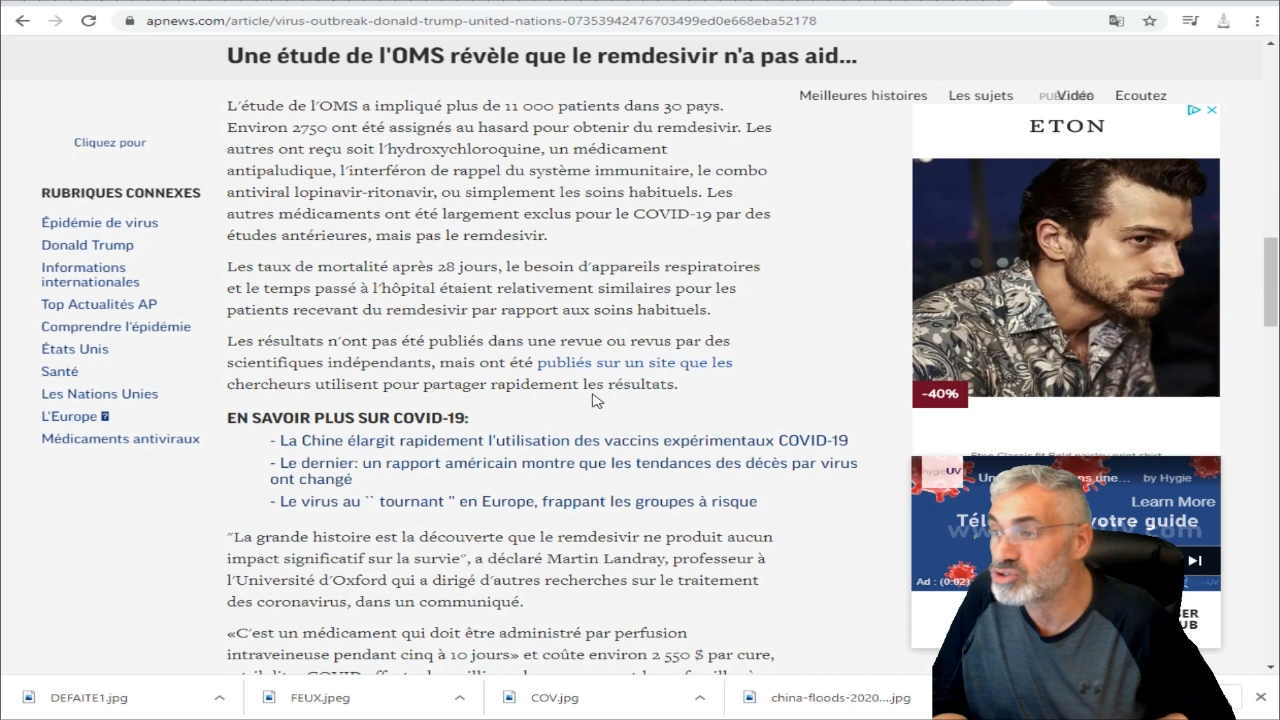 apnews.com/article/virus-outbreak-donald-trump-united-nations-07353942476703499ed0e668eba52178
Une étude de l'OMS révèle que le remdesivir n'a pas aid...
Meilleures histoires Les sujets Vidéo Ecoutez
Cliquez pour
RUBRIQUES CONNEXES
Épidémie de virus
Donald Trump
Informations
internationales
Top Actualités AP
Comprendre l'épidémie
États Unis
Santé
Les Nations Unies
L'Europe
Médicaments antiviraux
L'étude de l'OMS a impliqué plus de 11 000 patients dans 30 pays.
Environ 2750 ont été assignés au hasard pour obtenir du remdesivir. Les
autres ont reçu soit l'hydroxychloroquine, un médicament
antipaludique, l'interféron de rappel du système immunitaire, le combo
antiviral lopinavir-ritonavir, ou simplement les soins habituels. Les
autres médicaments ont été largement exclus pour le COVID-19 par des
études antérieures, mais pas le remdesivir.
Les taux de mortalité après 28 jours, le besoin d'appareils respiratoires
et le temps passé à l'hôpital étaient relativement similaires pour les
patients recevant du remdesivir par rapport aux soins habituels.
Les résultats n'ont pas été publiés dans une revue ou revus par des
scientifiques indépendants, mais ont été publiés sur un site que les
chercheurs utilisent pour partager rapidement les résultats.
EN SAVOIR PLUS SUR COVID-19:
- La Chine élargit rapidement l'utilisation des vaccins expérimentaux COVID-19
- Le dernier: un rapport américain montre que les tendances des décès par virus
ont changé
- Le virus au `` tournant " en Europe, frappant les groupes à risque
"La grande histoire est la découverte que le remdesivir ne produit aucun
impact significatif sur la survie", a déclaré Martin Landray, professeur à
l'Université d'Oxford qui a dirigé d'autres recherches sur le traitement
des coronavirus, dans un communiqué.
«C'est un médicament qui doit être administré par perfusion
intraveineuse pendant cinq à 10 jours» et coûte environ 2 550 $ par cure,
ETON
-40%
Eton Classic fit Bold paisley print shirt
hygieUV
by Hygie
Learn More
votre guide
Ad : (0:02)
DEFAITE1.jpg
FEUX.jpeg
COV.jpg
china-floods-2020....jpg